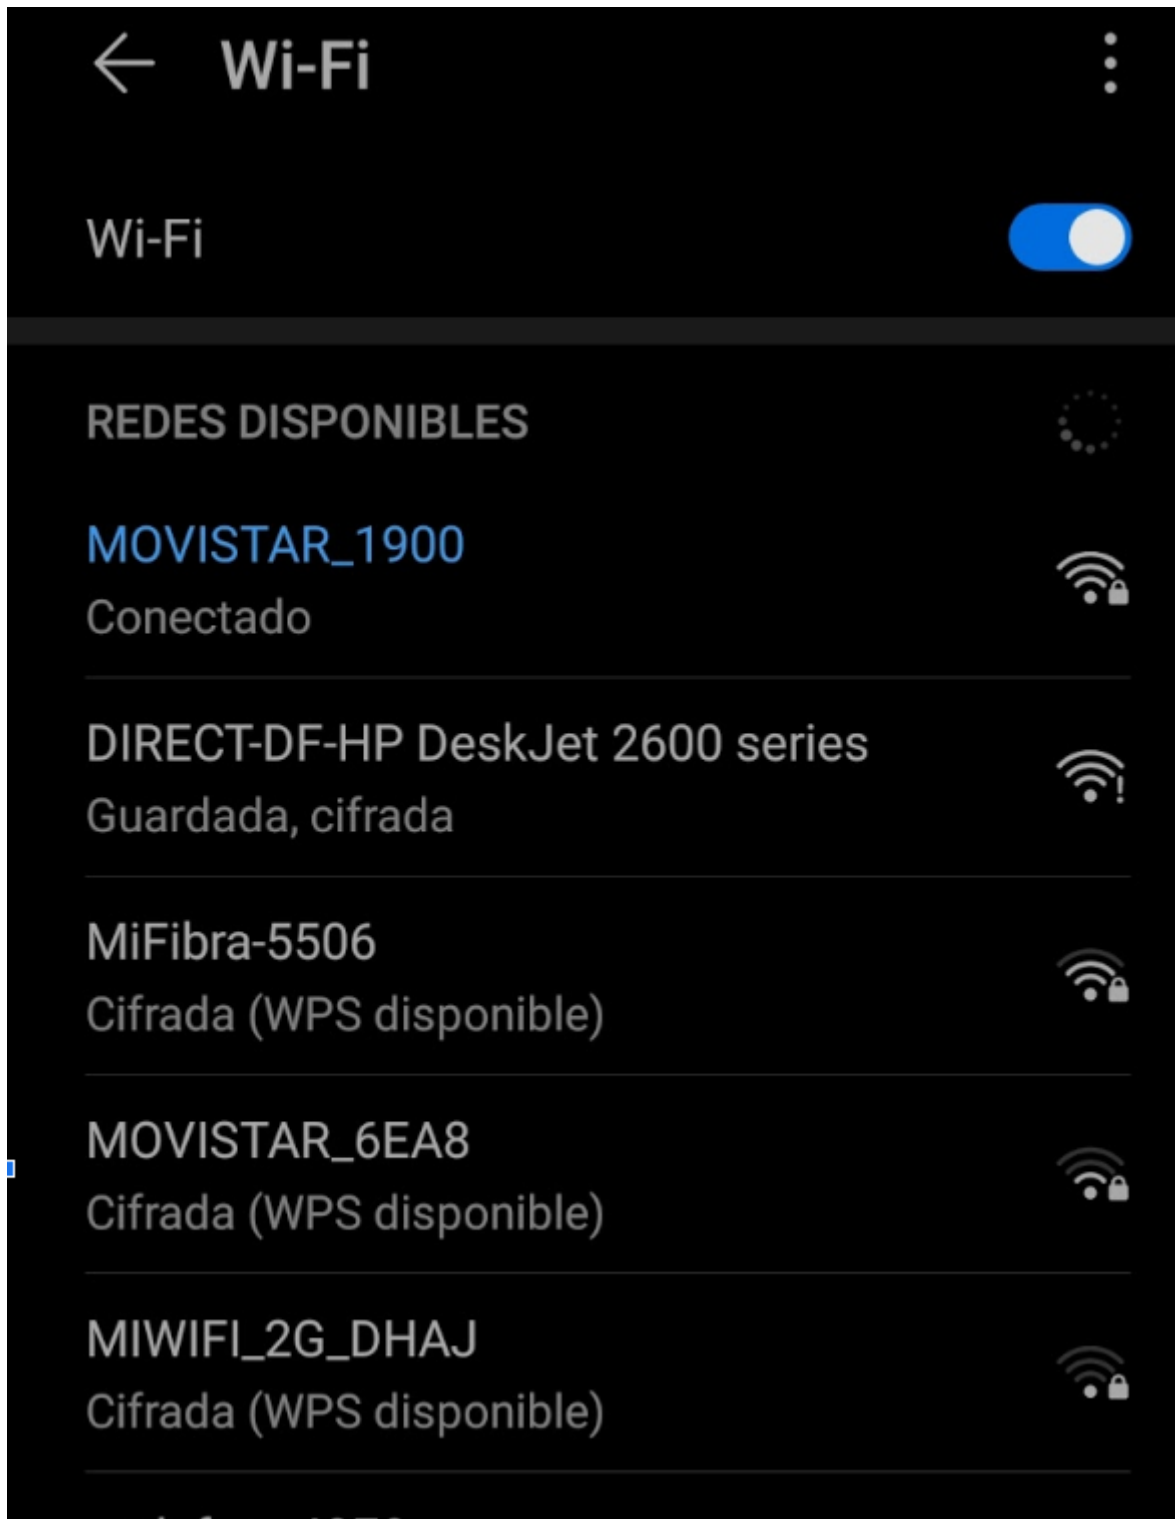 Wi-Fi
Wi-Fi
REDES DISPONIBLES
MOVISTAR_1900
Conectado
DIRECT-DF-HP DeskJet 2600 series
Guardada, cifrada
MiFibra-5506
Cifrada (WPS disponible)
MOVISTAR_6EA8
Cifrada (WPS disponible)
MIWIFI_2G_DHAJ
Cifrada (WPS disponible)